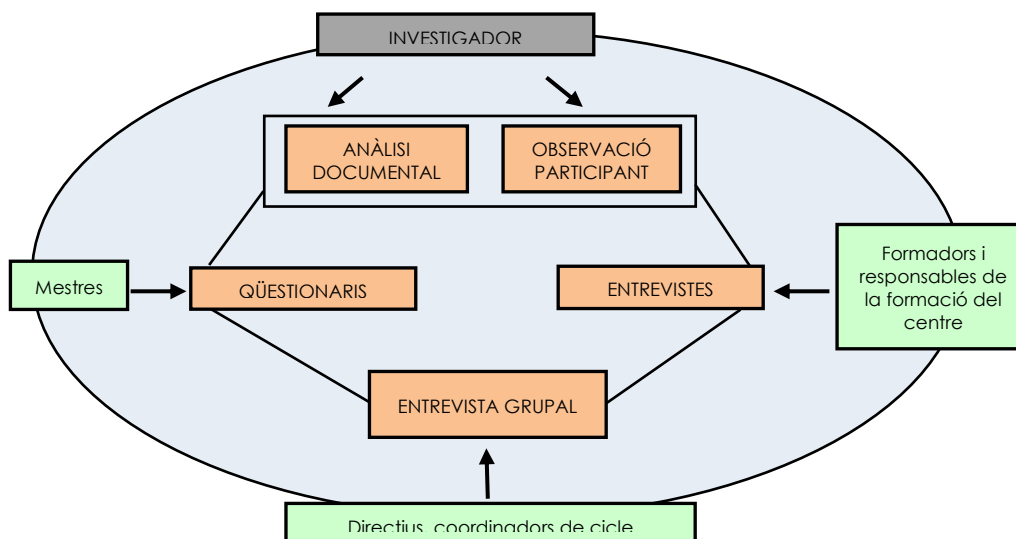 INVESTIGADOR
ANÀLISI
DOCUMENTAL
OBSERVACIÓ
PARTICIPANT
Mestres
QÜESTIONARIS
ENTREVISTES
Formadors i
responsables de
la formació del
centre
ENTREVISTA GRUPAL
Directius, coordinadors de cicle